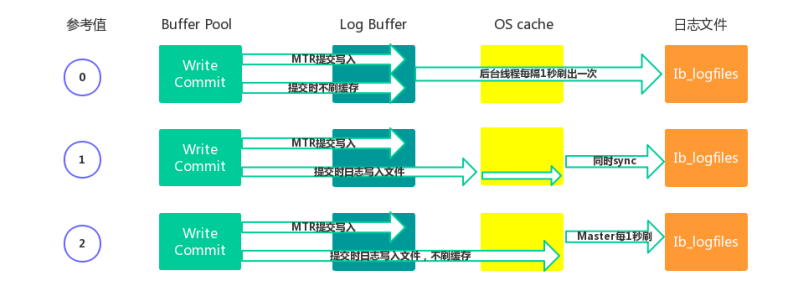 参考值 Buffer Pool Log Buffer OS cache 日志文件
0
Write
Commit
MTR提交写入
提交时不刷缓存
后台线程每隔1秒刷出一次
Ib_logfiles
1
Write
Commit
MTR提交写入
提交时日志写入文件
同时sync
Ib_logfiles
2
Write
Commit
MTR提交写入
提交时日志写入文件，不刷缓存
Master每1秒刷
Ib_logfiles